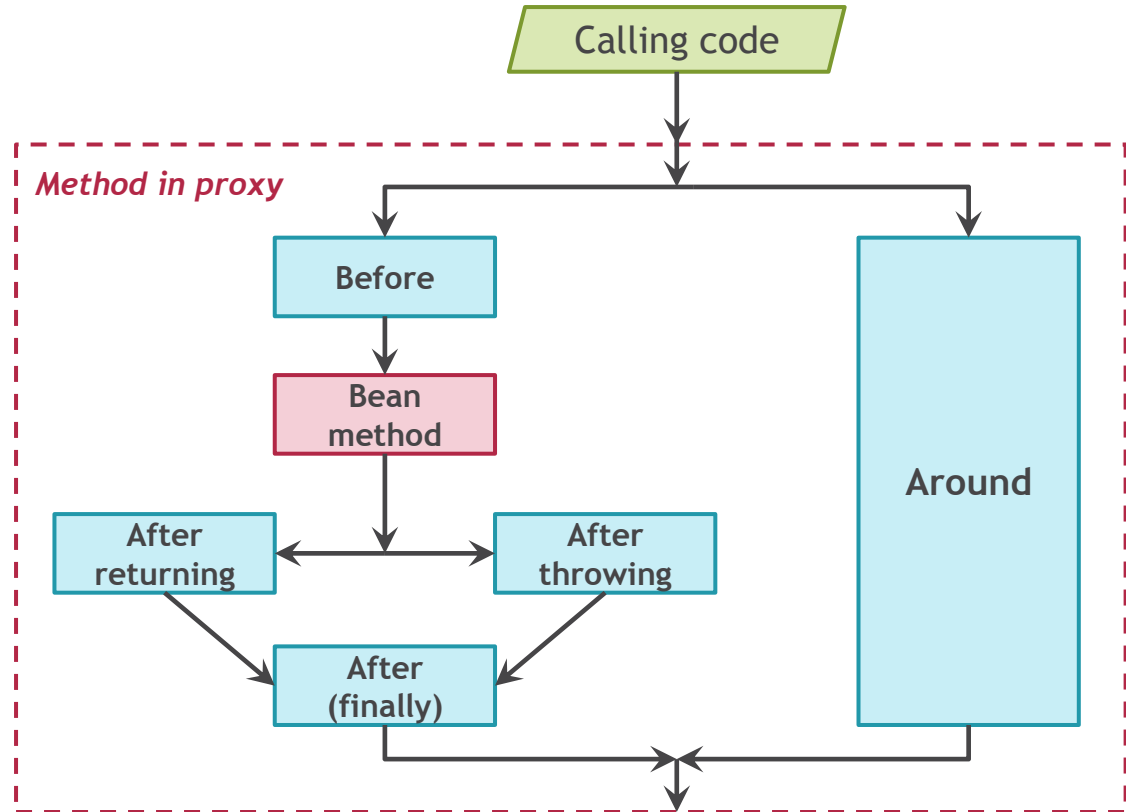 Calling code
Method in proxy
Before
Bean
method
Around
After
returning
After
throwing
After
(finally)